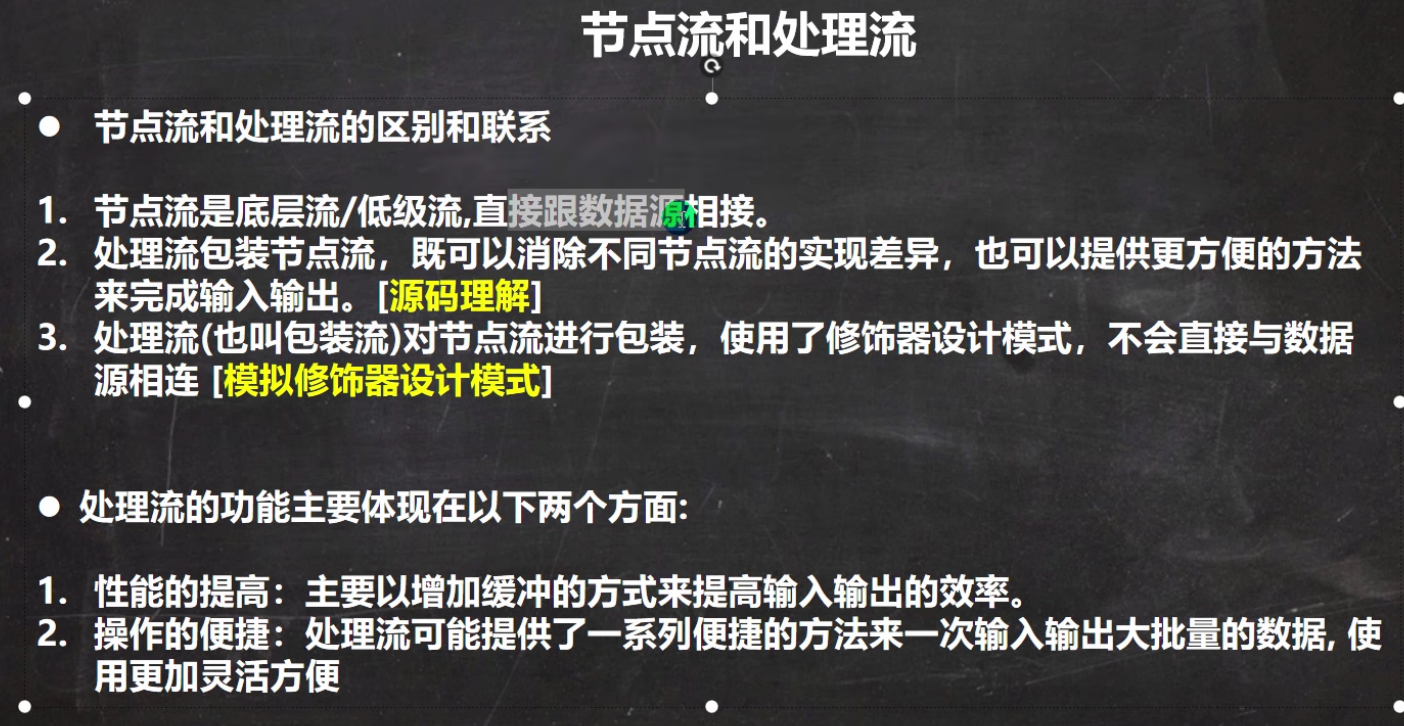 节点流和处理流
● 节点流和处理流的区别和联系
1. 节点流是底层流/低级流,直接跟数据源相接。
2. 处理流包装节点流，既可以消除不同节点流的实现差异，也可以提供更方便的方法
来完成输入输出。[源码理解]
3. 处理流(也叫包装流)对节点流进行包装，使用了修饰器设计模式，不会直接与数据
源相连 [模拟修饰器设计模式]
● 处理流的功能主要体现在以下两个方面:
1. 性能的提高：主要以增加缓冲的方式来提高输入输出的效率。
2. 操作的便捷：处理流可能提供了一系列便捷的方法来一次输入输出大批量的数据, 使
用更加灵活方便